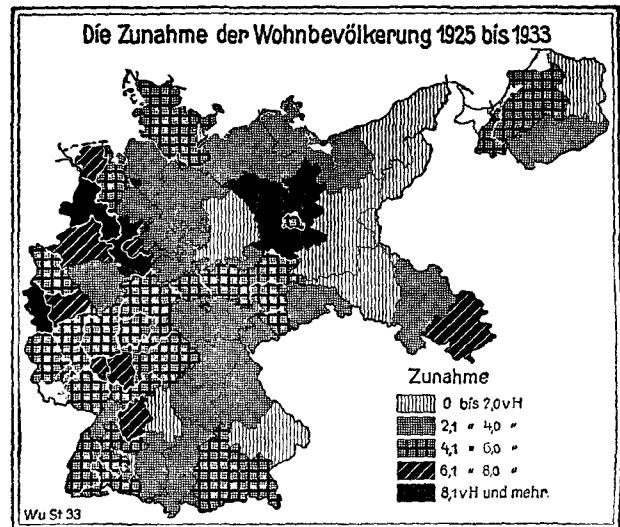 Die Zunahme der Wohnbevölkerung 1925 bis 1933
Zunahme
0 bis 2,0 vH
2,1 " 4,0 "
4,1 " 6,0 "
6,1 " 8,0 "
8,1 vH und mehr.
Wu St 33